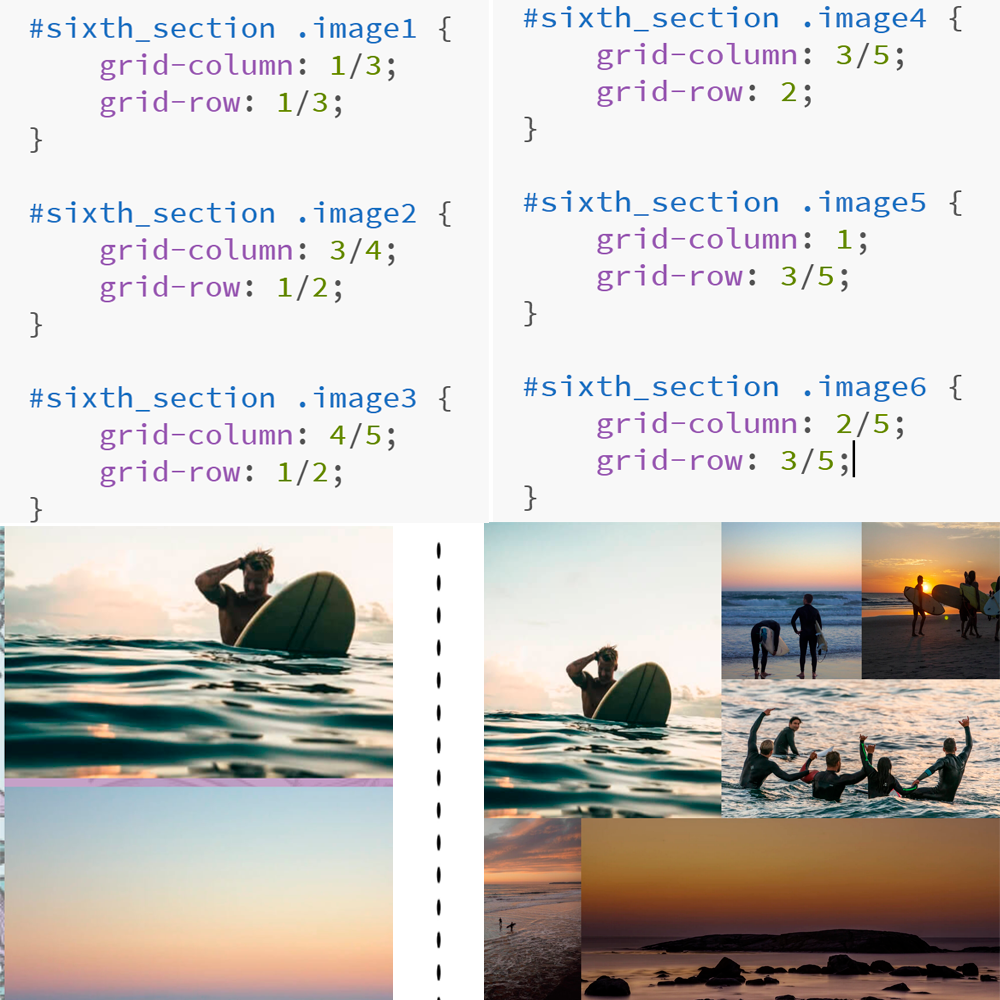 #sixth_section .image1 {
    grid-column: 1/3;
    grid-row: 1/3;
}
#sixth_section .image2 {
    grid-column: 3/4;
    grid-row: 1/2;
}
#sixth_section .image3 {
    grid-column: 4/5;
    grid-row: 1/2;
}
#sixth_section .image4 {
    grid-column: 3/5;
    grid-row: 2;
}
#sixth_section .image5 {
    grid-column: 1;
    grid-row: 3/5;
}
#sixth_section .image6 {
    grid-column: 2/5;
    grid-row: 3/5;
}